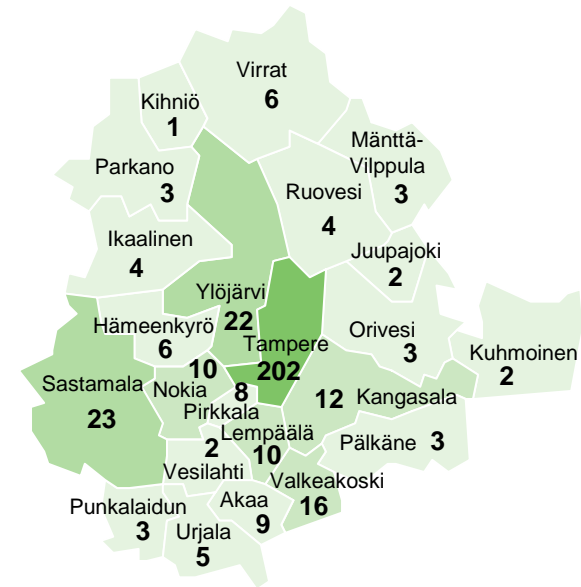 Virrat
6
Kihniö
1
Mänttä-
Vilppula
3
Parkano
3
Ruovesi
4
Ikaalinen
4
Juupajoki
2
Ylöjärvi
22
Hämeenkyrö
6
Tampere
202
Orivesi
3
Kuhmoinen
2
Sastamala
23
10
Nokia
8
Pirkkala
12
Kangasala
Lempäälä
10
2
Vesilahti
Pälkäne 3
Valkeakoski
16
Punkalaidun
3
Akaa
9
Urjala
5